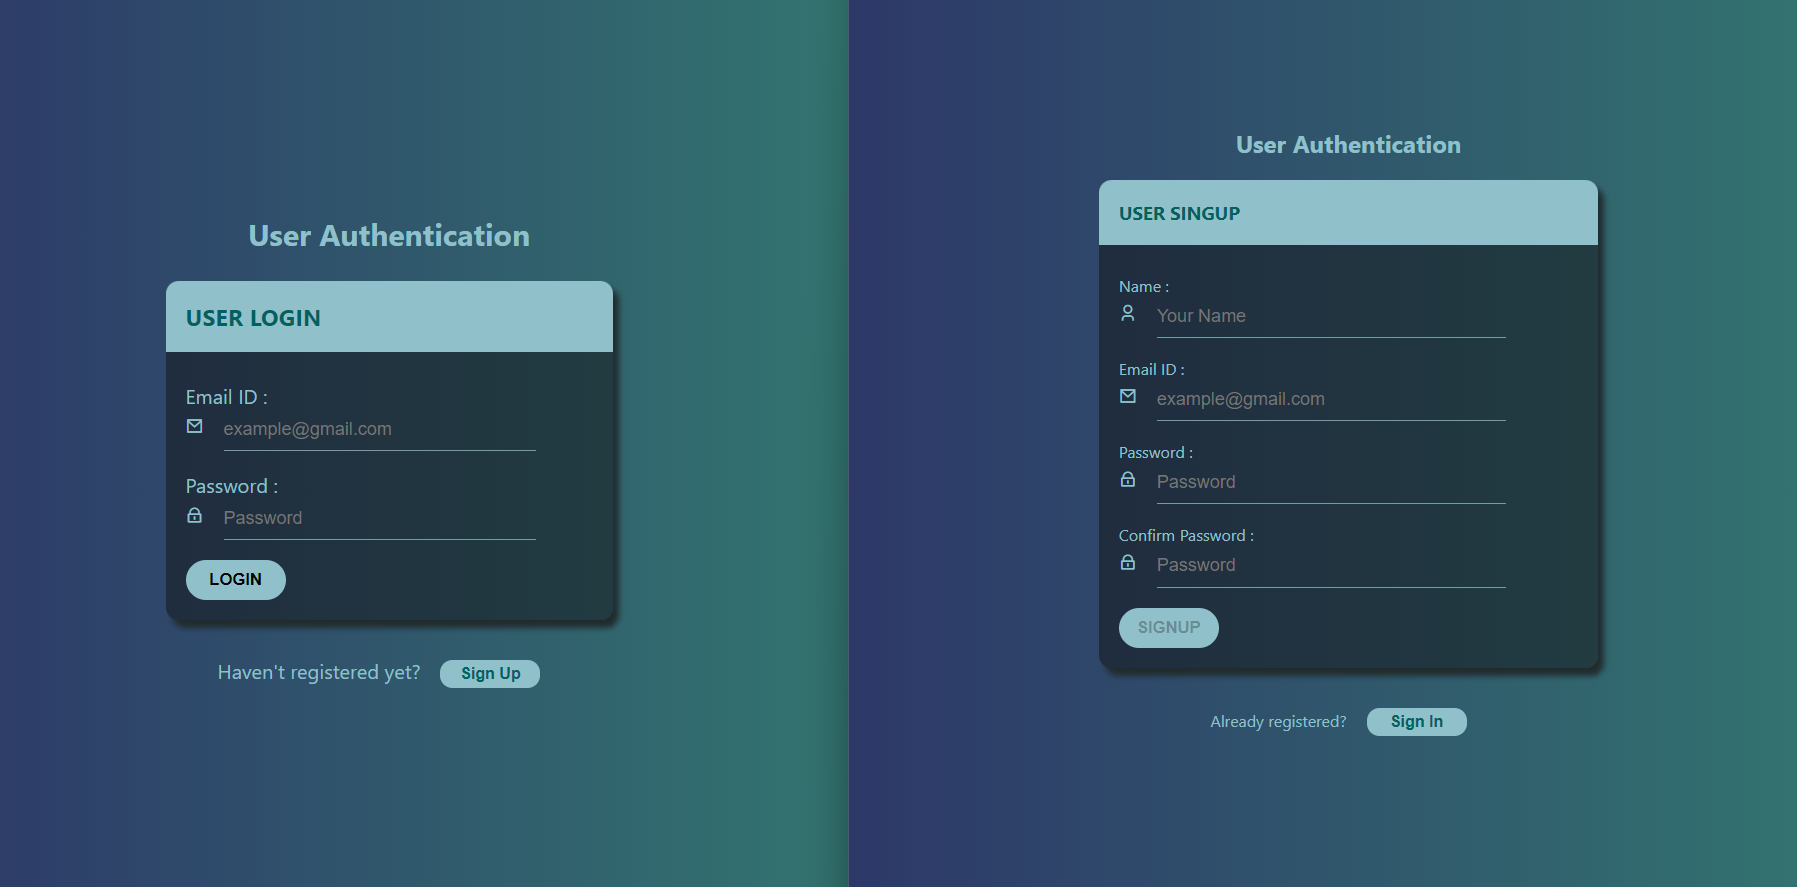 User Authentication
USER LOGIN
Email ID :
example@gmail.com
Password :
Password
LOGIN
Haven't registered yet? Sign Up
User Authentication
USER SINGUP
Name :
Your Name
Email ID :
example@gmail.com
Password :
Password
Confirm Password :
Password
SIGNUP
Already registered? Sign In